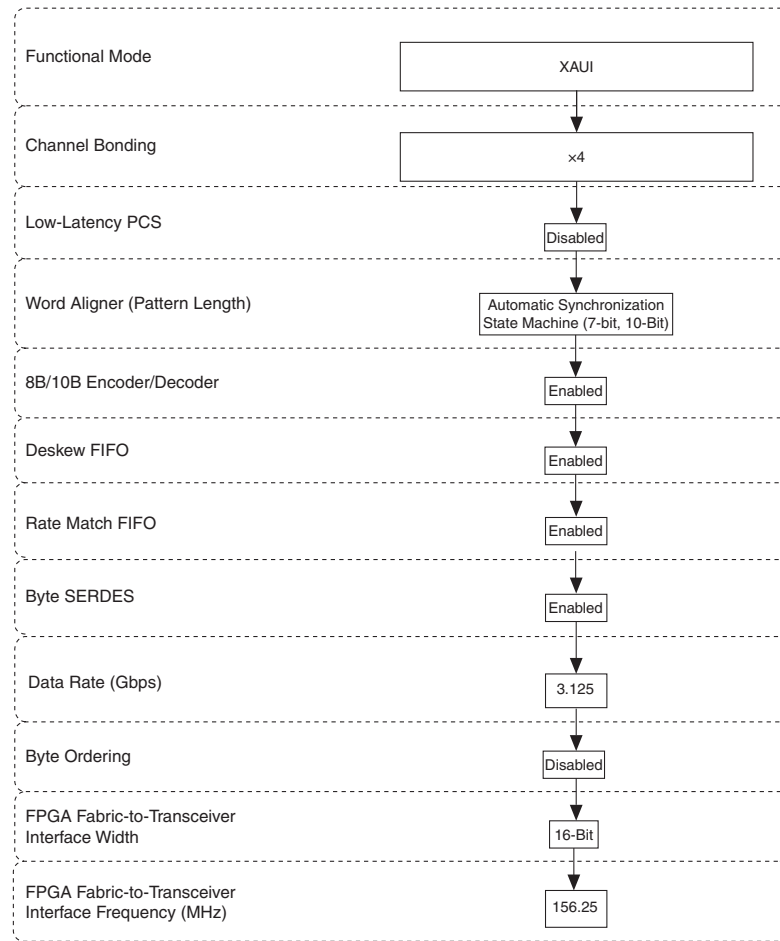 Functional Mode
XAUI
Channel Bonding
×4
Low-Latency PCS
Disabled
Word Aligner (Pattern Length)
Automatic Synchronization
State Machine (7-bit, 10-Bit)
8B/10B Encoder/Decoder
Enabled
Deskew FIFO
Enabled
Rate Match FIFO
Enabled
Byte SERDES
Enabled
Data Rate (Gbps)
3.125
Byte Ordering
Disabled
FPGA Fabric-to-Transceiver
Interface Width
16-Bit
FPGA Fabric-to-Transceiver
Interface Frequency (MHz)
156.25